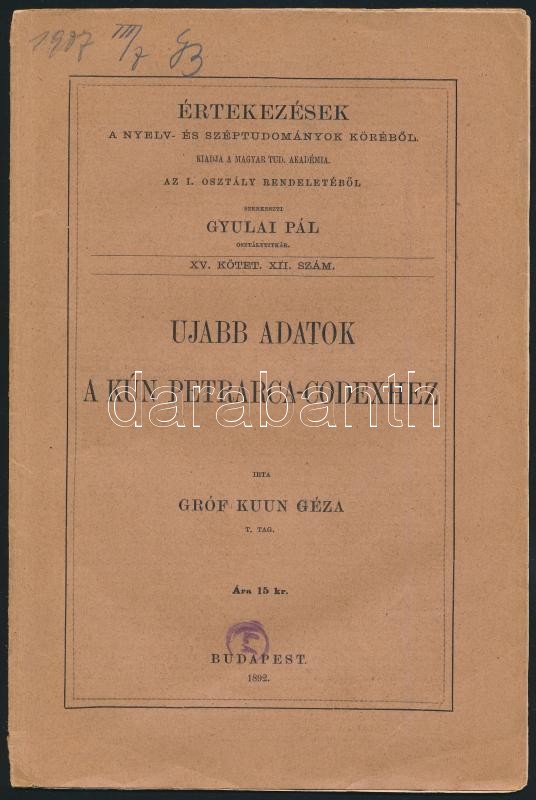 1907 III/7
ÉRTEKEZÉSEK
A NYELV- ÉS SZÉPTUDOMÁNYOK KÖRÉBŐL.
KIADJA A MAGYAR TUD. AKADÉMIA.
AZ I. OSZTÁLY RENDELETÉBŐL
SZERKESZTI
GYULAI PÁL
OSZTÁLYTITKÁR.
XV. KÖTET. XII. SZÁM.
UJABB ADATOK
A KÚN PETRARCA-CODEXHEZ
darabanth
IRTA
GRÓF KUUN GÉZA
T. TAG.
Ára 15 kr.
BUDAPEST.
1892.